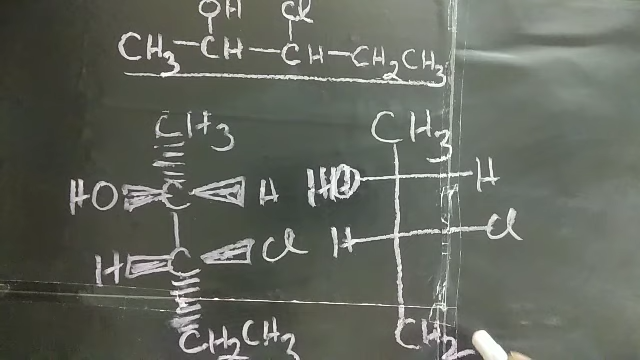 OH Cl
CH3-CH-CH-CH2CH3
CH3
HO C H
H C Cl
CH2CH3
CH3
HO H
H Cl
CH2